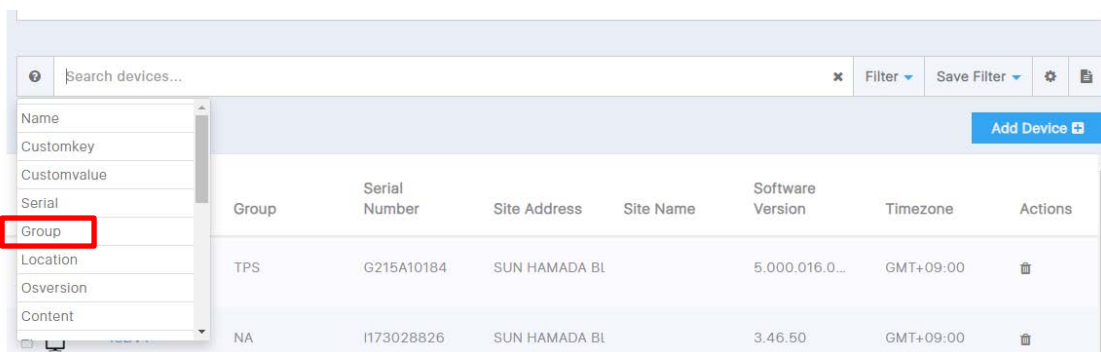 Search devices...
Filter
Save Filter
Add Device
Name
Customkey
Customvalue
Serial
Group
Location
Osversion
Content
Group
Serial Number
Site Address
Site Name
Software Version
Timezone
Actions
TPS
G215A10184
SUN HAMADA BL
5.000.016.0...
GMT+09:00
NA
I173028826
SUN HAMADA BL
3.46.50
GMT+09:00